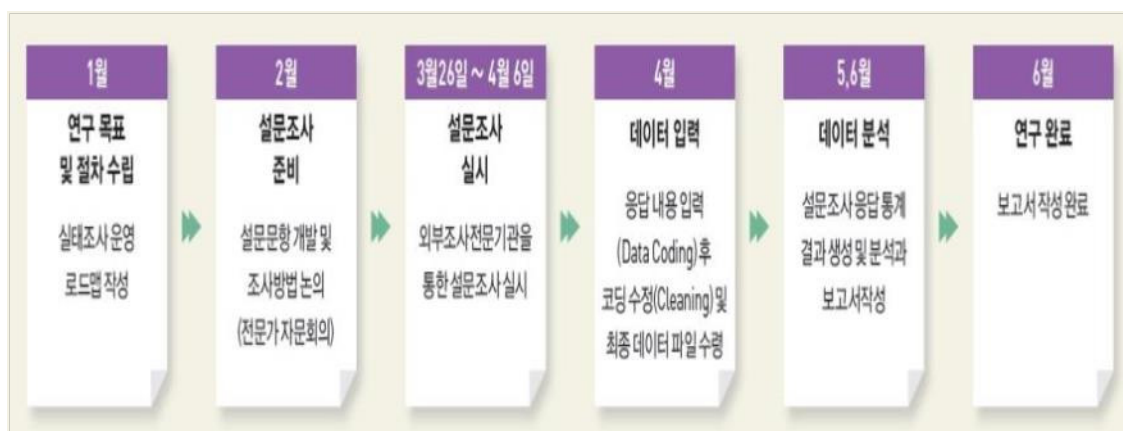 1월
연구 목표
및 절차 수립
실태조사 운영
로드맵 작성
2월
설문조사
준비
설문문항 개발 및
조사방법 논의
(전문가 자문회의)
3월26일 ~ 4월 6일
설문조사
실시
외부조사전문기관을
통한 설문조사 실시
4월
데이터 입력
응답 내용 입력
(Data Coding) 후
코딩 수정(Cleaning) 및
최종 데이터 파일 수령
5,6월
데이터 분석
설문조사 응답 통계
결과 생성 및 분석과
보고서작성
6월
연구 완료
보고서 작성 완료